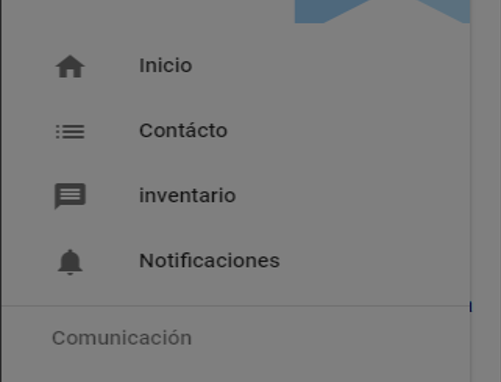 Inicio
Contácto
inventario
Notificaciones
Comunicación